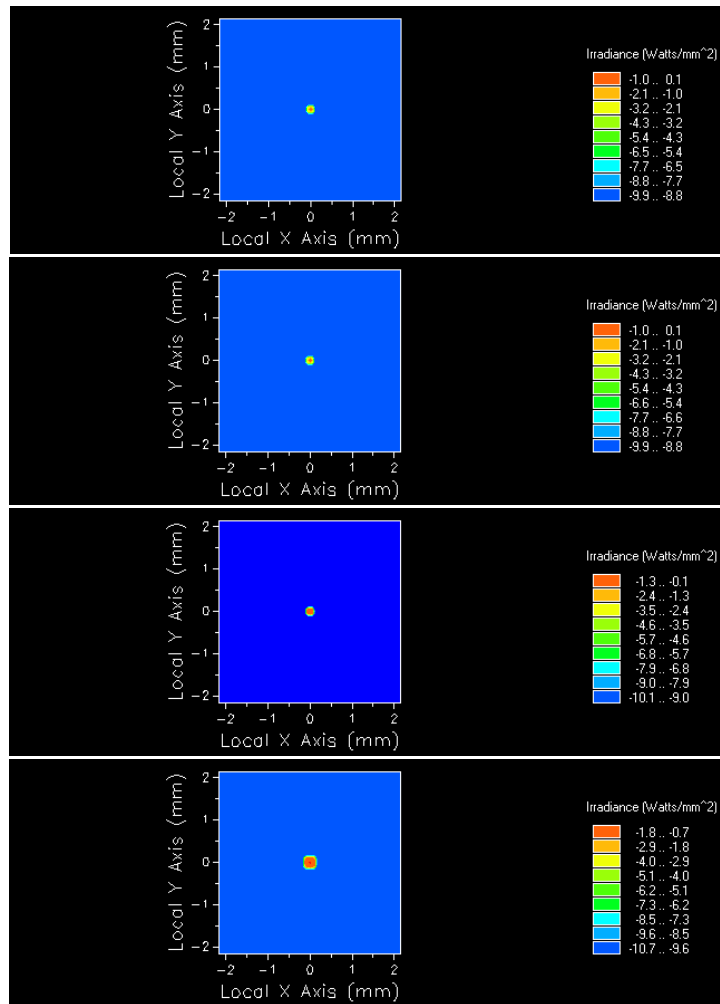 Irradiance (Watts/mm^2)
Local Y Axis (mm)
2
1
0
−1
−2
−2 −1 0 1 2
Local X Axis (mm)
-1.0 .. 0.1
-2.1 .. -1.0
-3.2 .. -2.1
-4.3 .. -3.2
-5.4 .. -4.3
-6.5 .. -5.4
-7.7 .. -6.5
-8.8 .. -7.7
-9.9 .. -8.8
Irradiance (Watts/mm^2)
Local Y Axis (mm)
2
1
0
−1
−2
−2 −1 0 1 2
Local X Axis (mm)
-1.0 .. 0.1
-2.1 .. -1.0
-3.2 .. -2.1
-4.3 .. -3.2
-5.4 .. -4.3
-6.6 .. -5.4
-7.7 .. -6.6
-8.8 .. -7.7
-9.9 .. -8.8
Irradiance (Watts/mm^2)
Local Y Axis (mm)
2
1
0
−1
−2
−2 −1 0 1 2
Local X Axis (mm)
-1.3 .. -0.1
-2.4 .. -1.3
-3.5 .. -2.4
-4.6 .. -3.5
-5.7 .. -4.6
-6.8 .. -5.7
-7.9 .. -6.8
-9.0 .. -7.9
-10.1 .. -9.0
Irradiance (Watts/mm^2)
Local Y Axis (mm)
2
1
0
−1
−2
−2 −1 0 1 2
Local X Axis (mm)
-1.8 .. -0.7
-2.9 .. -1.8
-4.0 .. -2.9
-5.1 .. -4.0
-6.2 .. -5.1
-7.3 .. -6.2
-8.5 .. -7.3
-9.6 .. -8.5
-10.7 .. -9.6